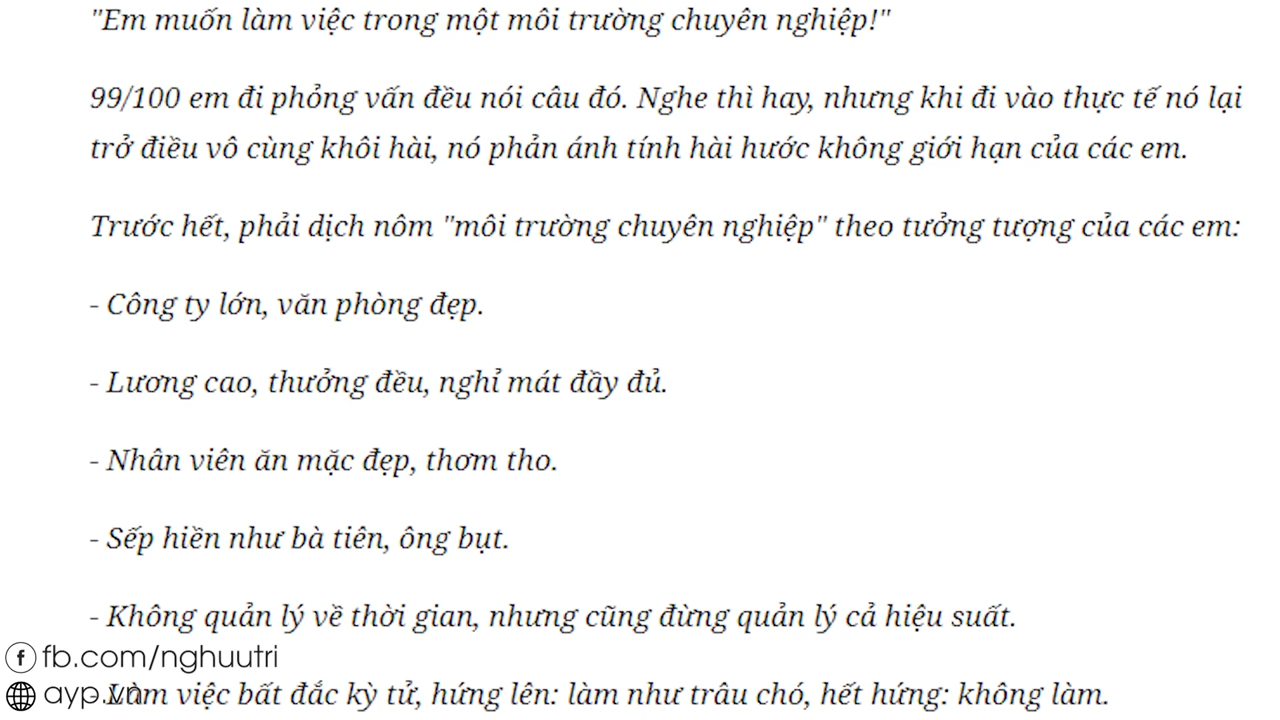 "Em muốn làm việc trong một môi trường chuyên nghiệp!"
99/100 em đi phỏng vấn đều nói câu đó. Nghe thì hay, nhưng khi đi vào thực tế nó lại
trở điều vô cùng khôi hài, nó phản ánh tính hài hước không giới hạn của các em.
Trước hết, phải dịch nôm "môi trường chuyên nghiệp" theo tưởng tượng của các em:
- Công ty lớn, văn phòng đẹp.
- Lương cao, thưởng đều, nghỉ mát đầy đủ.
- Nhân viên ăn mặc đẹp, thơm tho.
- Sếp hiền như bà tiên, ông bụt.
- Không quản lý về thời gian, nhưng cũng đừng quản lý cả hiệu suất.
fb.com/nghuutri
- Làm việc bất đắc kỳ tử, hứng lên: làm như trâu chó, hết hứng: không làm.
ayp.vn